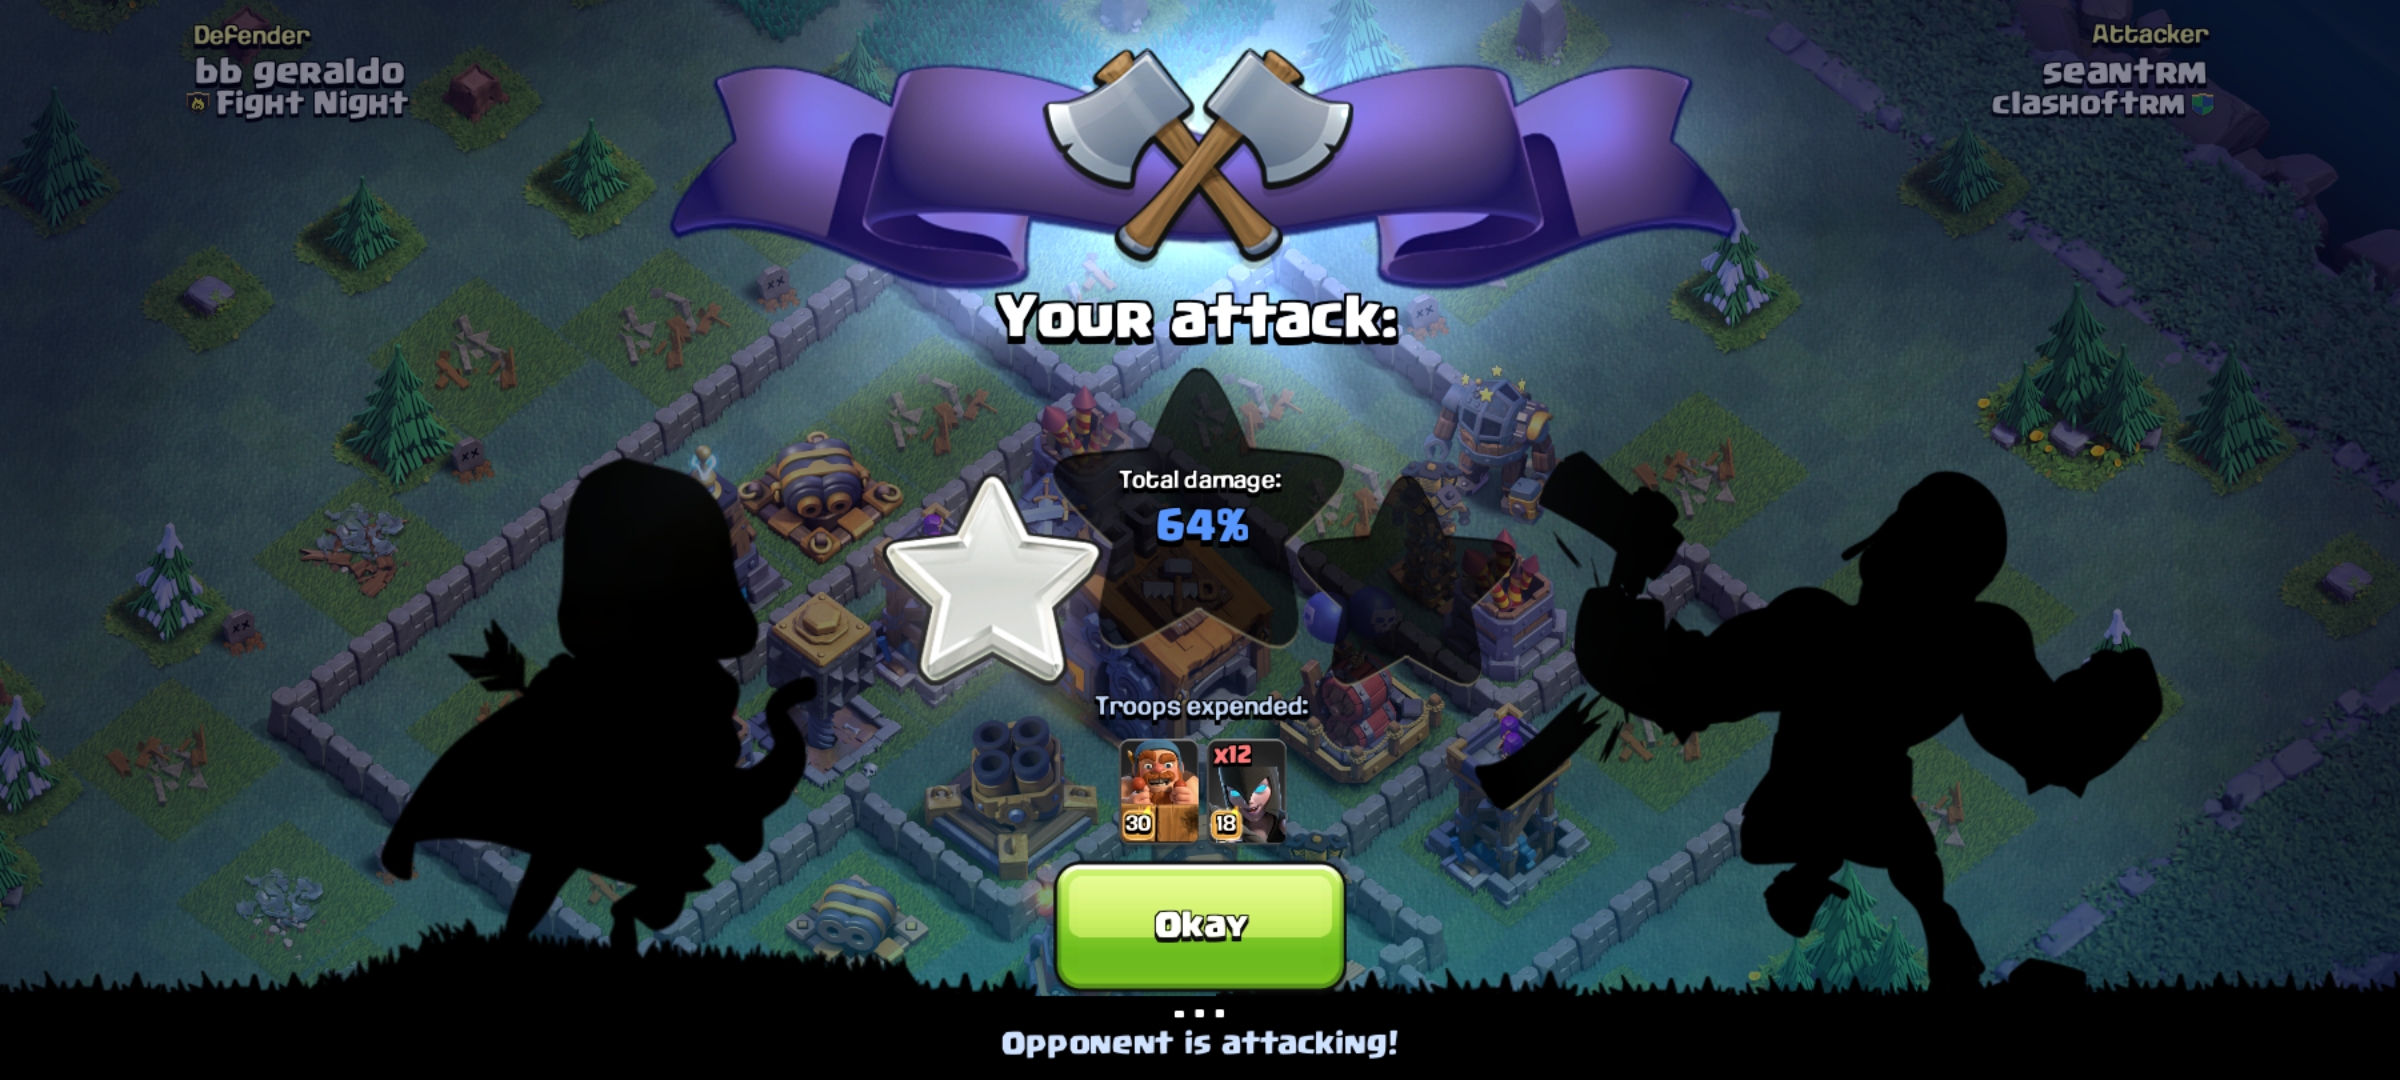 Defender
bb geraldo
Fight Night
Attacker
seantrm
clashoftrm
Your attack:
Total damage:
64%
Troops expended:
x12
30
18
Okay
...
Opponent is attacking!